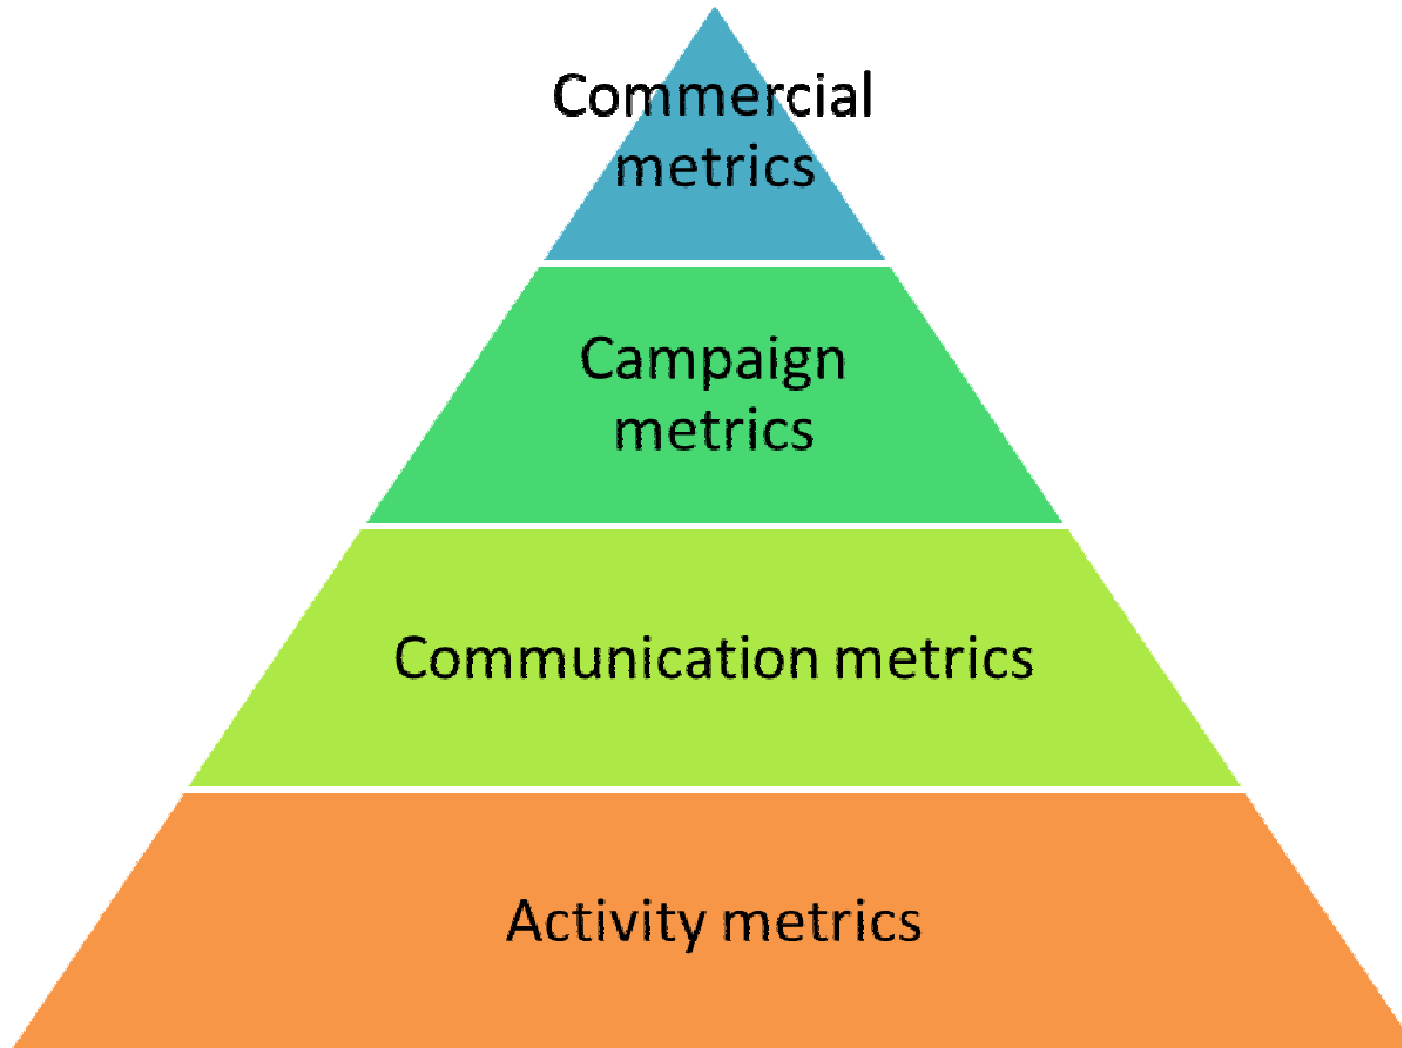 Commercial
metrics
Campaign
metrics
Communication metrics
Activity metrics